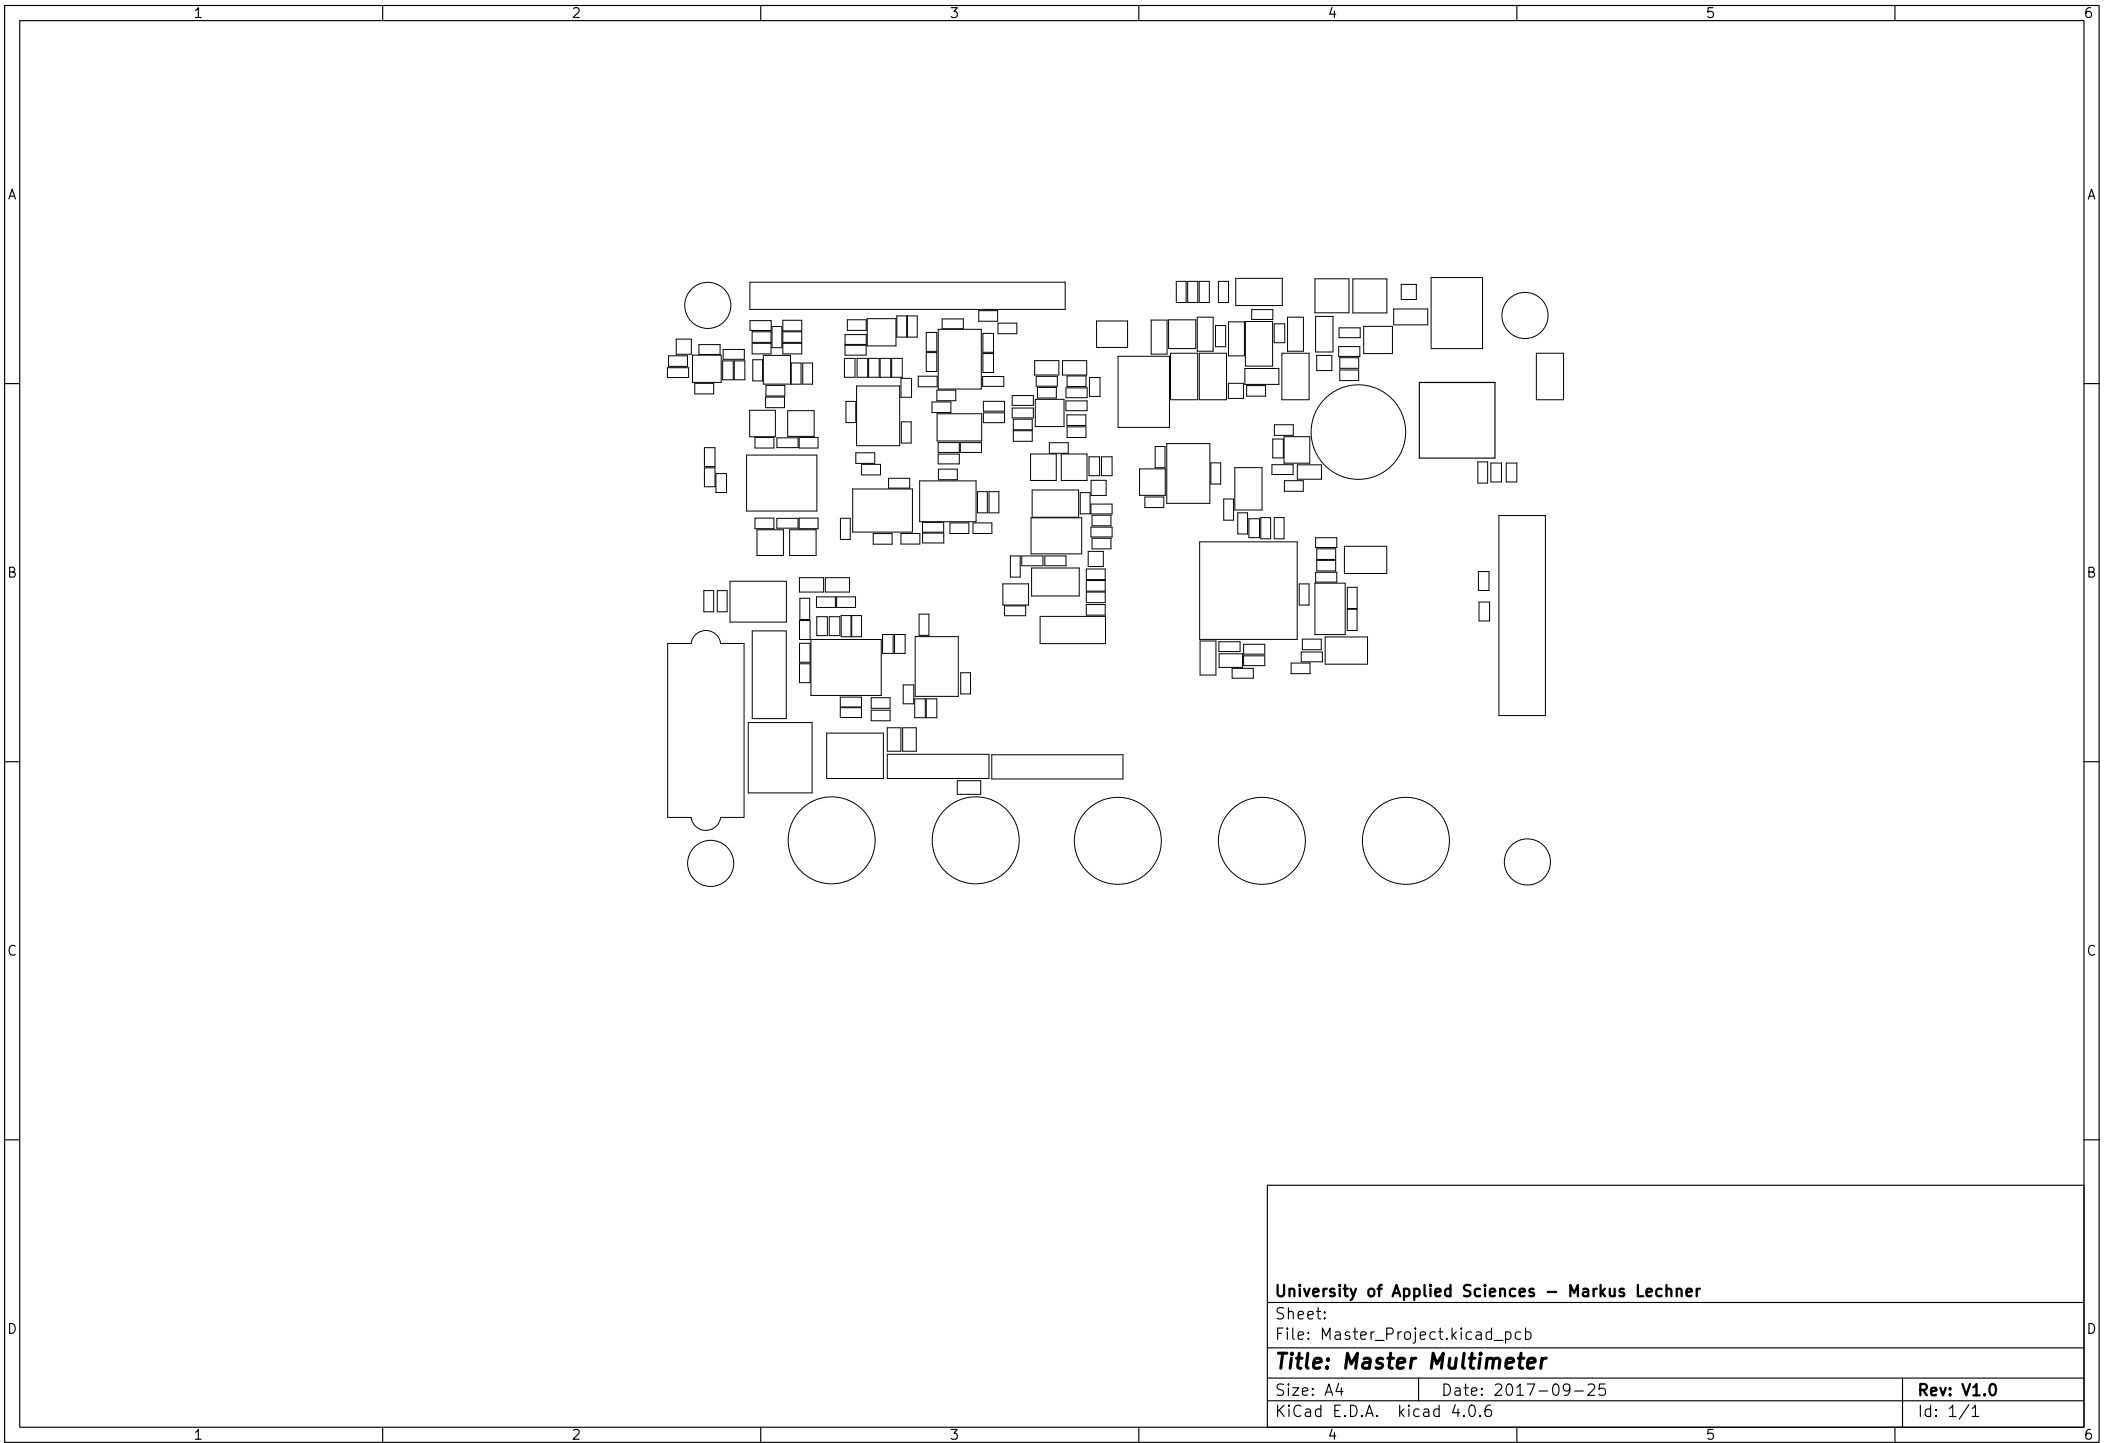 1 2 3 4 5 6
A A
B B
C C
D D
University of Applied Sciences – Markus Lechner
Sheet:
File: Master_Project.kicad_pcb
Title: Master Multimeter
Size: A4 Date: 2017-09-25 Rev: V1.0
KiCad E.D.A. kicad 4.0.6 Id: 1/1
1 2 3 4 5 6